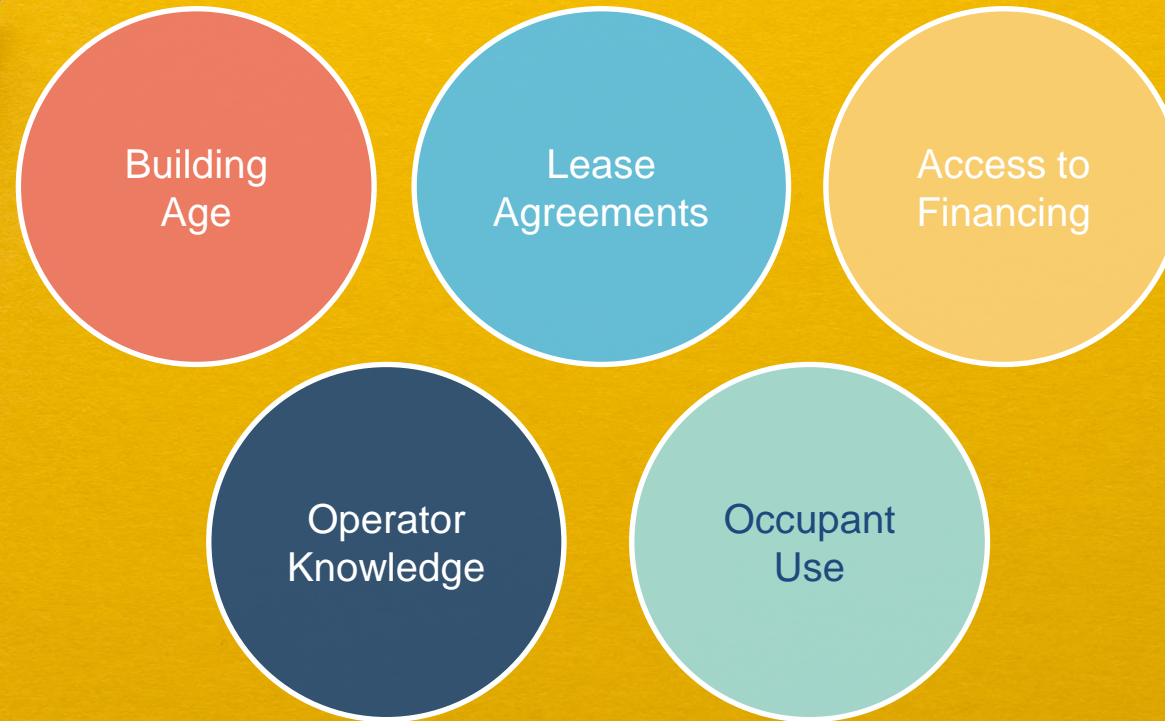 Building
Age
Lease
Agreements
Access to
Financing
Operator
Knowledge
Occupant
Use